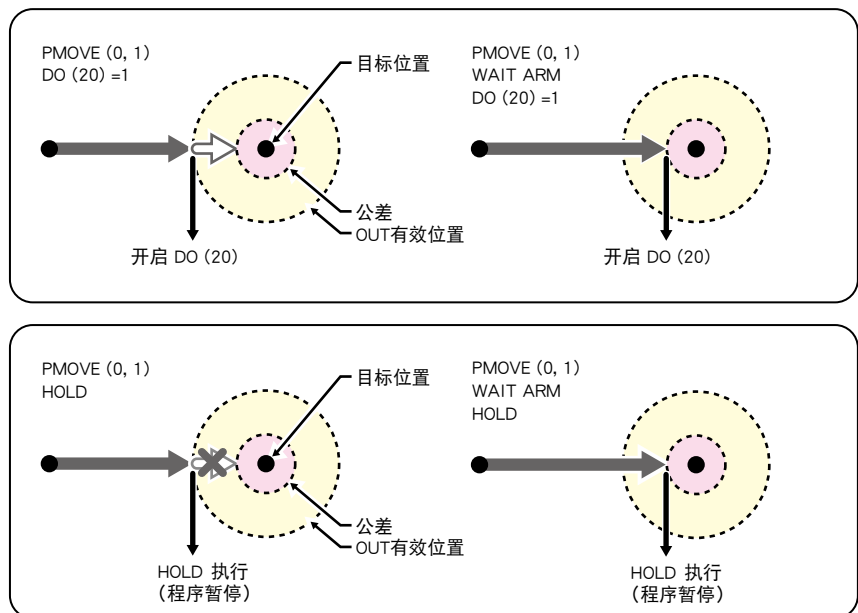 PMOVE (0, 1)
DO (20) =1
目标位置
公差
OUT有效位置
开启 DO (20)
PMOVE (0, 1)
WAIT ARM
DO (20) =1
开启 DO (20)
PMOVE (0, 1)
HOLD
目标位置
公差
OUT有效位置
HOLD 执行
(程序暂停)
PMOVE (0, 1)
WAIT ARM
HOLD
HOLD 执行
(程序暂停)